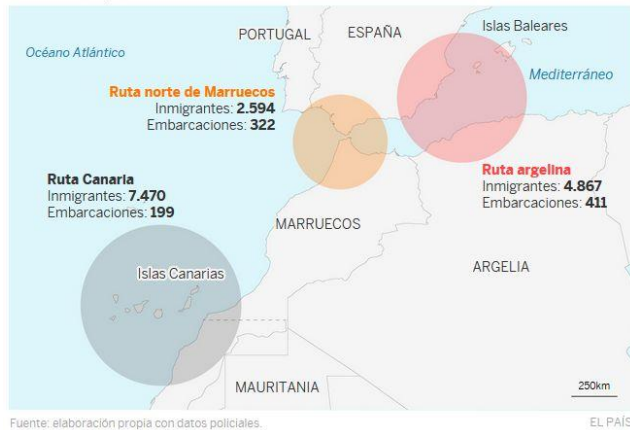 Océano Atlántico
PORTUGAL
ESPAÑA
Islas Baleares
Mediterráneo
Ruta norte de Marruecos
Inmigrantes: 2.594
Embarcaciones: 322
Ruta Canaria
Inmigrantes: 7.470
Embarcaciones: 199
Ruta argelina
Inmigrantes: 4.867
Embarcaciones: 411
MARRUECOS
ARGELIA
Islas Canarias
MAURITANIA
250km
Fuente: elaboración propia con datos policiales.
EL PAÍS